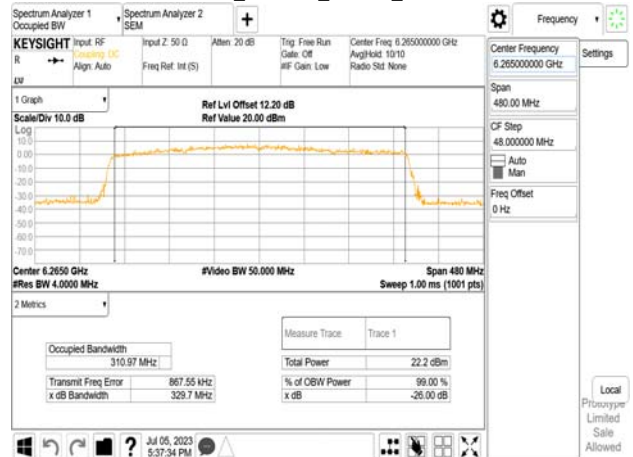 Spectrum Analyzer 1
Occupied BW
Spectrum Analyzer 2
SEM
Frequency
KEYSIGHT
R
LXI
Input: RF
Coupling: DC
Align: Auto
Input Z: 50 Ω
Freq Ref: Int (S)
Atten: 20 dB
Trig: Free Run
Gate: Off
#IF Gain: Low
Center Freq: 6.265000000 GHz
Avg|Hold: 10/10
Radio Std: None
Center Frequency
6.265000000 GHz
Settings
Span
480.00 MHz
CF Step
48.000000 MHz
Auto
Man
Freq Offset
0 Hz
1 Graph
Scale/Div 10.0 dB
Ref Lvl Offset 12.20 dB
Ref Value 20.00 dBm
Log
10.0
0.00
-10.0
-20.0
-30.0
-40.0
-50.0
-60.0
-70.0
Center 6.2650 GHz
#Res BW 4.0000 MHz
#Video BW 50.000 MHz
Span 480 MHz
Sweep 1.00 ms (1001 pts)
2 Metrics
Measure Trace Trace 1
Occupied Bandwidth
310.97 MHz
Total Power 22.2 dBm
Transmit Freq Error 867.55 kHz
% of OBW Power 99.00 %
x dB Bandwidth 329.7 MHz
x dB -26.00 dB
Local
Prototype
Limited
Sale
Allowed
?
Jul 05, 2023
5:37:34 PM